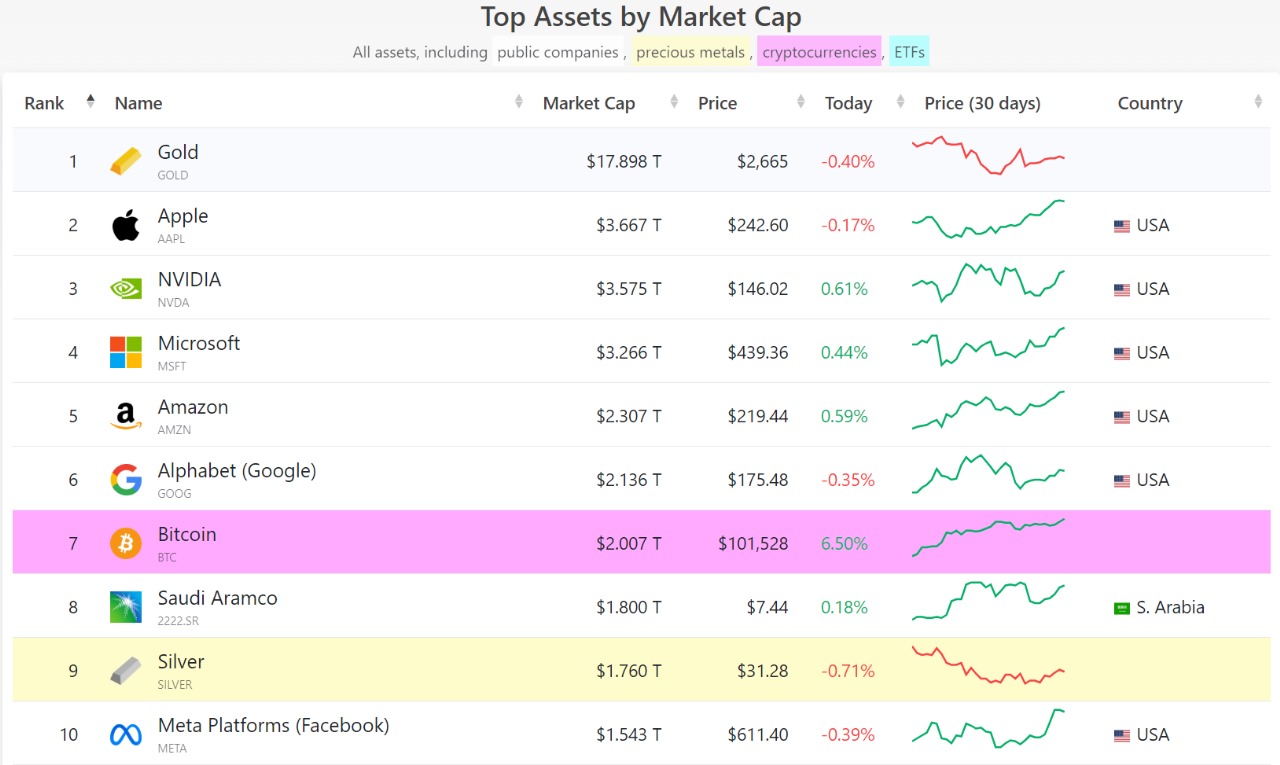 Top Assets by Market Cap
All assets, including public companies , precious metals , cryptocurrencies , ETFs
Rank Name Market Cap Price Today Price (30 days) Country
1 Gold $17.898 T $2,665 -0.40%
GOLD
2 Apple $3.667 T $242.60 -0.17% USA
AAPL
3 NVIDIA $3.575 T $146.02 0.61% USA
NVDA
4 Microsoft $3.266 T $439.36 0.44% USA
MSFT
5 Amazon $2.307 T $219.44 0.59% USA
AMZN
6 Alphabet (Google) $2.136 T $175.48 -0.35% USA
GOOG
7 Bitcoin $2.007 T $101,528 6.50%
BTC
8 Saudi Aramco $1.800 T $7.44 0.18% S. Arabia
2222.SR
9 Silver $1.760 T $31.28 -0.71%
SILVER
10 Meta Platforms (Facebook) $1.543 T $611.40 -0.39% USA
META